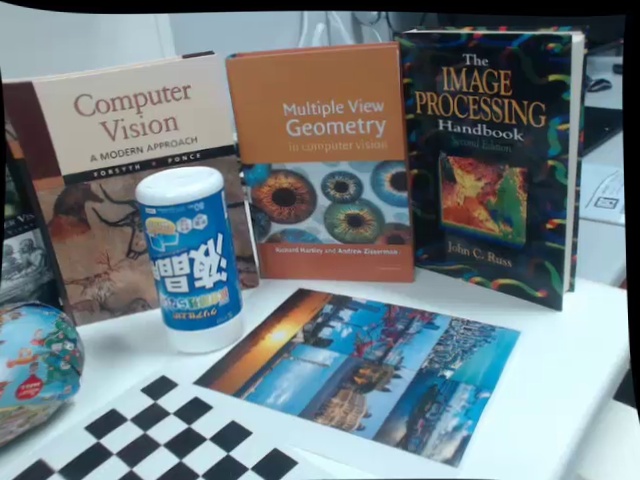 Computer
Vision
A MODERN APPROACH
FORSYTH PONCE
Multiple View
Geometry
in computer vision
Richard Hartley and Andrew Zisserman
The
IMAGE
PROCESSING
Handbook
Second Edition
John C. Russ